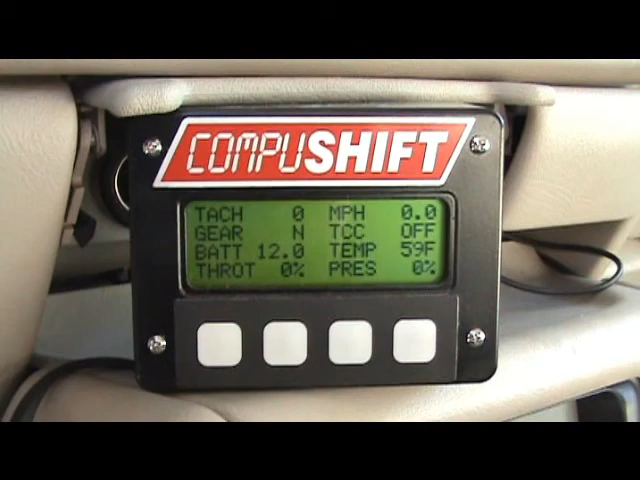 COMPUSHIFT
TACH 0 MPH 0.0
GEAR N TCC OFF
BATT 12.0 TEMP 59F
THROT 0% PRES 0%